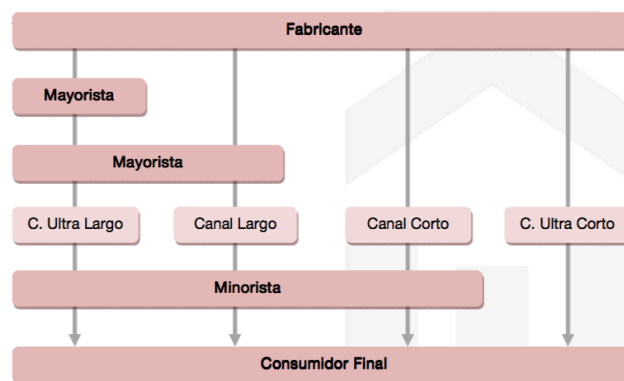 Fabricante
Mayorista
Mayorista
C. Ultra Largo
Canal Largo
Canal Corto
C. Ultra Corto
Minorista
Consumidor Final